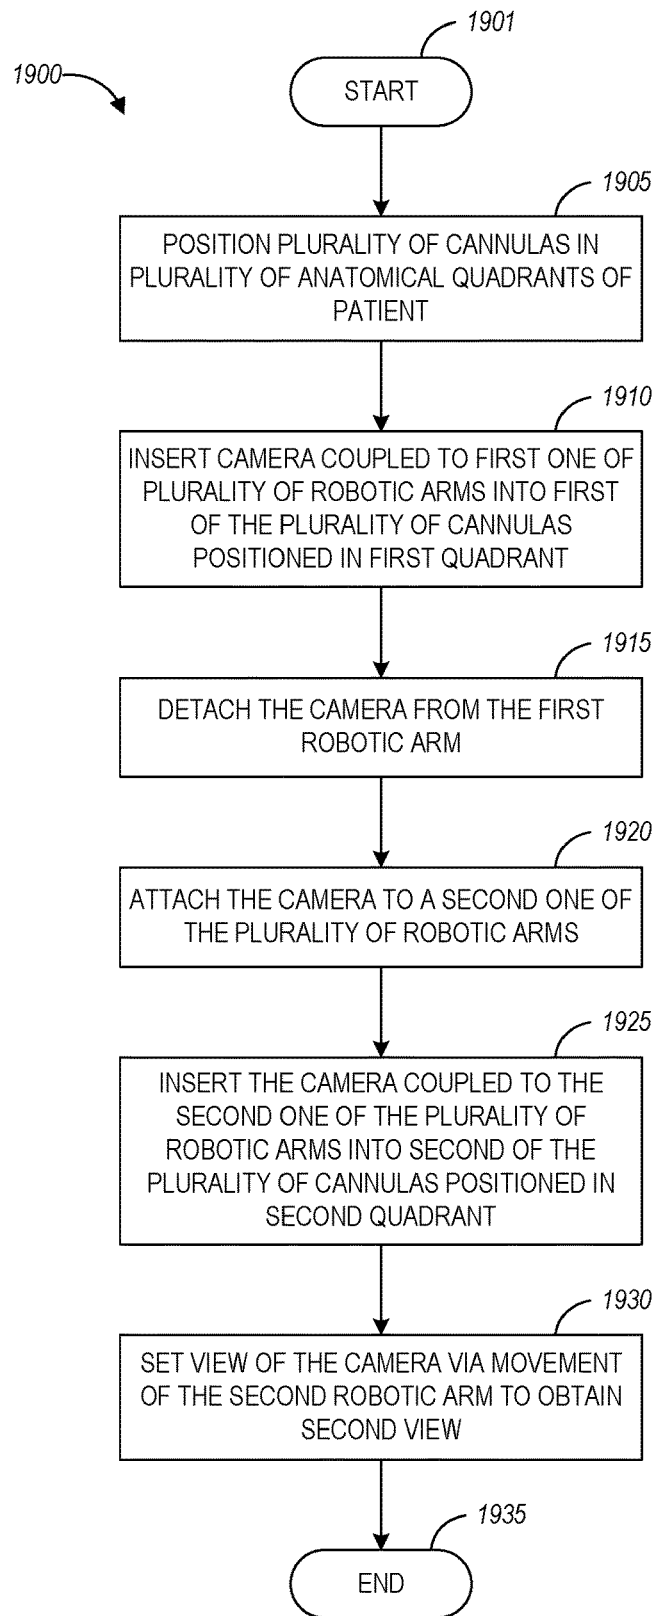 1901
1900
START
1905
POSITION PLURALITY OF CANNULAS IN
PLURALITY OF ANATOMICAL QUADRANTS OF
PATIENT
1910
INSERT CAMERA COUPLED TO FIRST ONE OF
PLURALITY OF ROBOTIC ARMS INTO FIRST
OF THE PLURALITY OF CANNULAS
POSITIONED IN FIRST QUADRANT
1915
DETACH THE CAMERA FROM THE FIRST
ROBOTIC ARM
1920
ATTACH THE CAMERA TO A SECOND ONE OF
THE PLURALITY OF ROBOTIC ARMS
1925
INSERT THE CAMERA COUPLED TO THE
SECOND ONE OF THE PLURALITY OF
ROBOTIC ARMS INTO SECOND OF THE
PLURALITY OF CANNULAS POSITIONED IN
SECOND QUADRANT
1930
SET VIEW OF THE CAMERA VIA MOVEMENT
OF THE SECOND ROBOTIC ARM TO OBTAIN
SECOND VIEW
1935
END